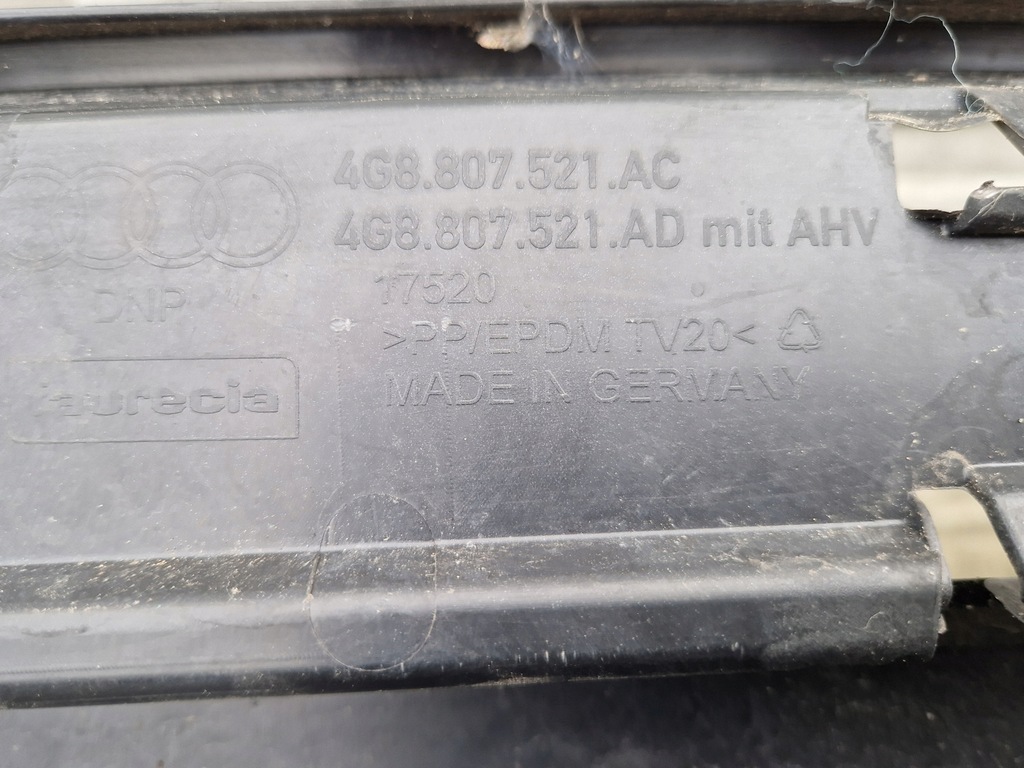 4G8.807.521.AC
4G8.807.521.AD mit AHV
17520
DNP
>PP/EPDM TV20<
MADE IN GERMANY
faurecia